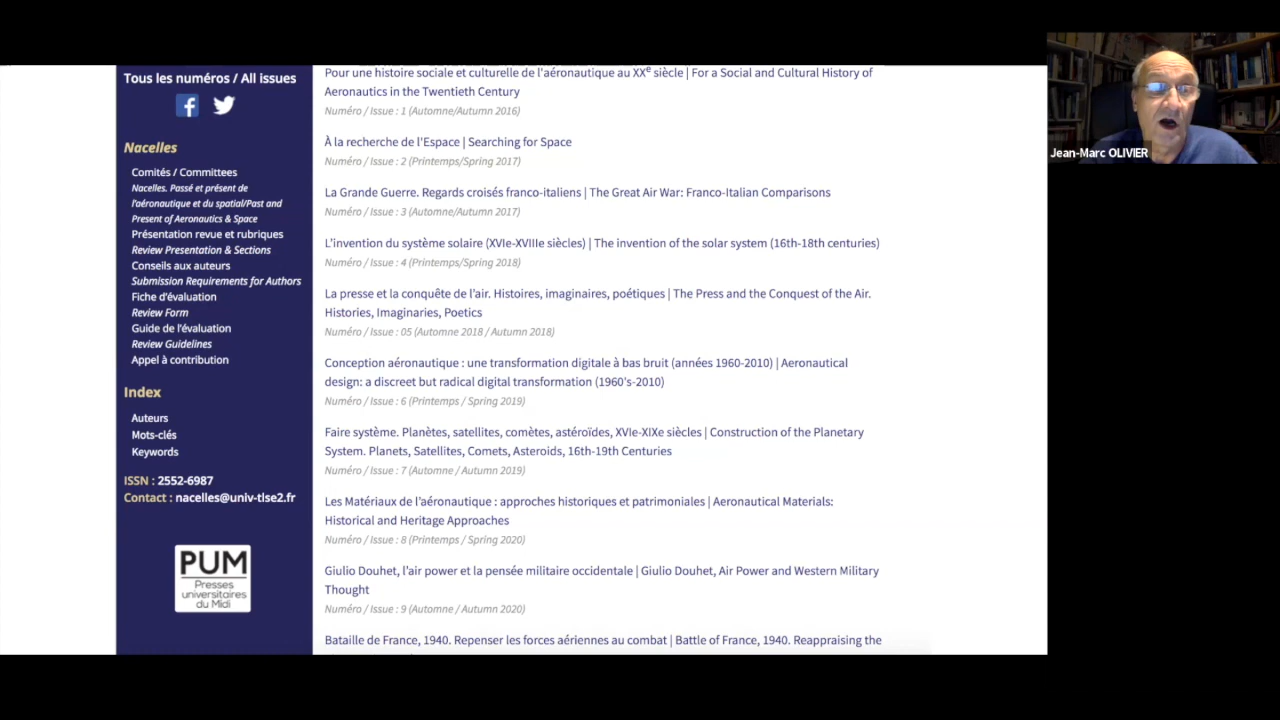 Tous les numéros / All issues
Nacelles
Comités / Committees
Nacelles. Passé et présent de
l'aéronautique et du spatial/Past and
Present of Aeronautics & Space
Présentation revue et rubriques
Review Presentation & Sections
Conseils aux auteurs
Submission Requirements for Authors
Fiche d'évaluation
Review Form
Guide de l'évaluation
Review Guidelines
Appel à contribution
Index
Auteurs
Mots-clés
Keywords
ISSN : 2552-6987
Contact : nacelles@univ-tlse2.fr
PUM
Presses
universitaires
du Midi
Pour une histoire sociale et culturelle de l'aéronautique au XXe siècle | For a Social and Cultural History of
Aeronautics in the Twentieth Century
Numéro / Issue : 1 (Automne/Autumn 2016)
À la recherche de l'Espace | Searching for Space
Numéro / Issue : 2 (Printemps/Spring 2017)
La Grande Guerre. Regards croisés franco-italiens | The Great Air War: Franco-Italian Comparisons
Numéro / Issue : 3 (Automne/Autumn 2017)
L'invention du système solaire (XVIe-XVIIIe siècles) | The invention of the solar system (16th-18th centuries)
Numéro / Issue : 4 (Printemps/Spring 2018)
La presse et la conquête de l'air. Histoires, imaginaires, poétiques | The Press and the Conquest of the Air.
Histories, Imaginaries, Poetics
Numéro / Issue : 05 (Automne 2018 / Autumn 2018)
Conception aéronautique : une transformation digitale à bas bruit (années 1960-2010) | Aeronautical
design: a discreet but radical digital transformation (1960's-2010)
Numéro / Issue : 6 (Printemps / Spring 2019)
Faire système. Planètes, satellites, comètes, astéroïdes, XVIe-XIXe siècles | Construction of the Planetary
System. Planets, Satellites, Comets, Asteroids, 16th-19th Centuries
Numéro / Issue : 7 (Automne / Autumn 2019)
Les Matériaux de l'aéronautique : approches historiques et patrimoniales | Aeronautical Materials:
Historical and Heritage Approaches
Numéro / Issue : 8 (Printemps / Spring 2020)
Giulio Douhet, l'air power et la pensée militaire occidentale | Giulio Douhet, Air Power and Western Military
Thought
Numéro / Issue : 9 (Automne / Autumn 2020)
Bataille de France, 1940. Repenser les forces aériennes au combat | Battle of France, 1940. Reappraising the
Jean-Marc OLIVIER